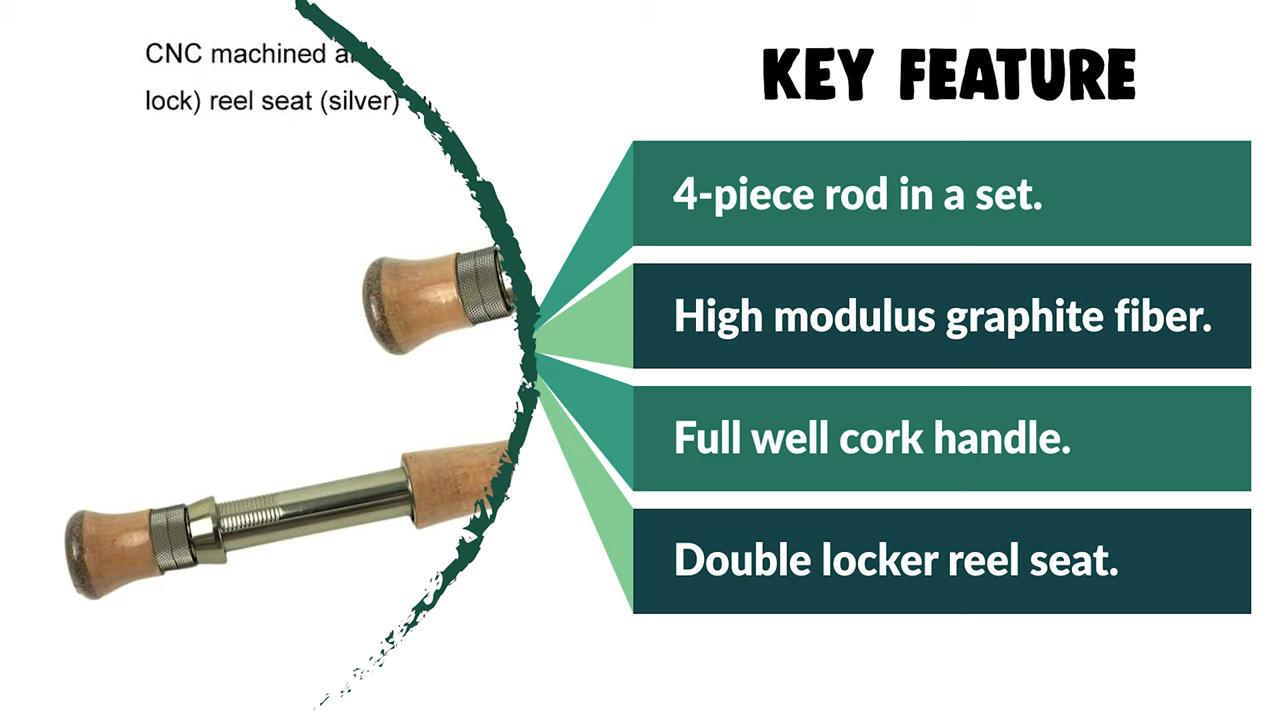 CNC machined
lock) reel seat (silver)
KEY FEATURE
4-piece rod in a set.
High modulus graphite fiber.
Full well cork handle.
Double locker reel seat.